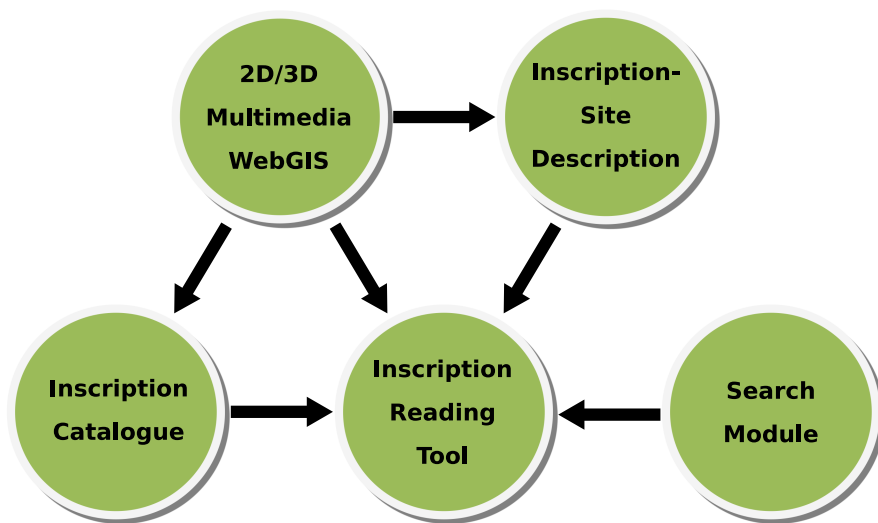 2D/3D
Multimedia
WebGIS
Inscription-
Site
Description
Inscription
Catalogue
Inscription
Reading
Tool
Search
Module